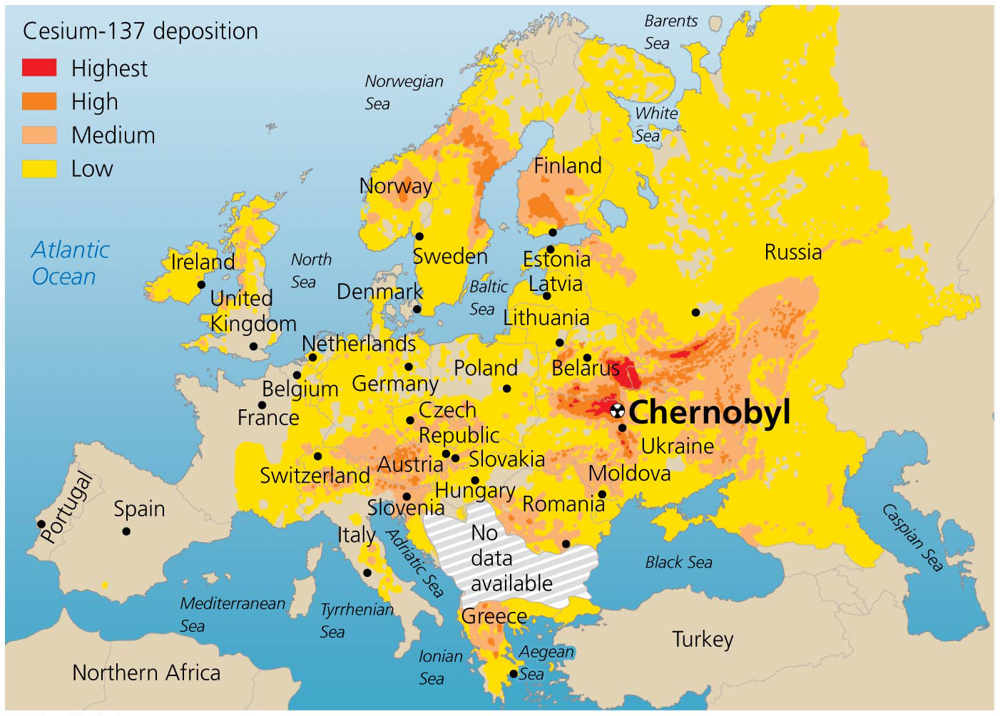 Cesium-137 deposition
Highest
High
Medium
Low
Barents
Sea
Norwegian
Sea
White
Sea
Finland
Norway
Atlantic
Ocean
Ireland
North
Sea
Sweden
Estonia
Russia
Latvia
Baltic
Sea
Denmark
United
Kingdom
Lithuania
Netherlands
Poland
Belarus
Germany
Belgium
France
Czech
Republic
Chernobyl
Ukraine
Austria
Slovakia
Switzerland
Moldova
Hungary
Romania
Slovenia
Portugal
Spain
Italy
Adriatic Sea
No
data
available
Black Sea
Caspian Sea
Mediterranean
Sea
Tyrrhenian
Sea
Greece
Turkey
Ionian
Sea
Aegean
Sea
Northern Africa